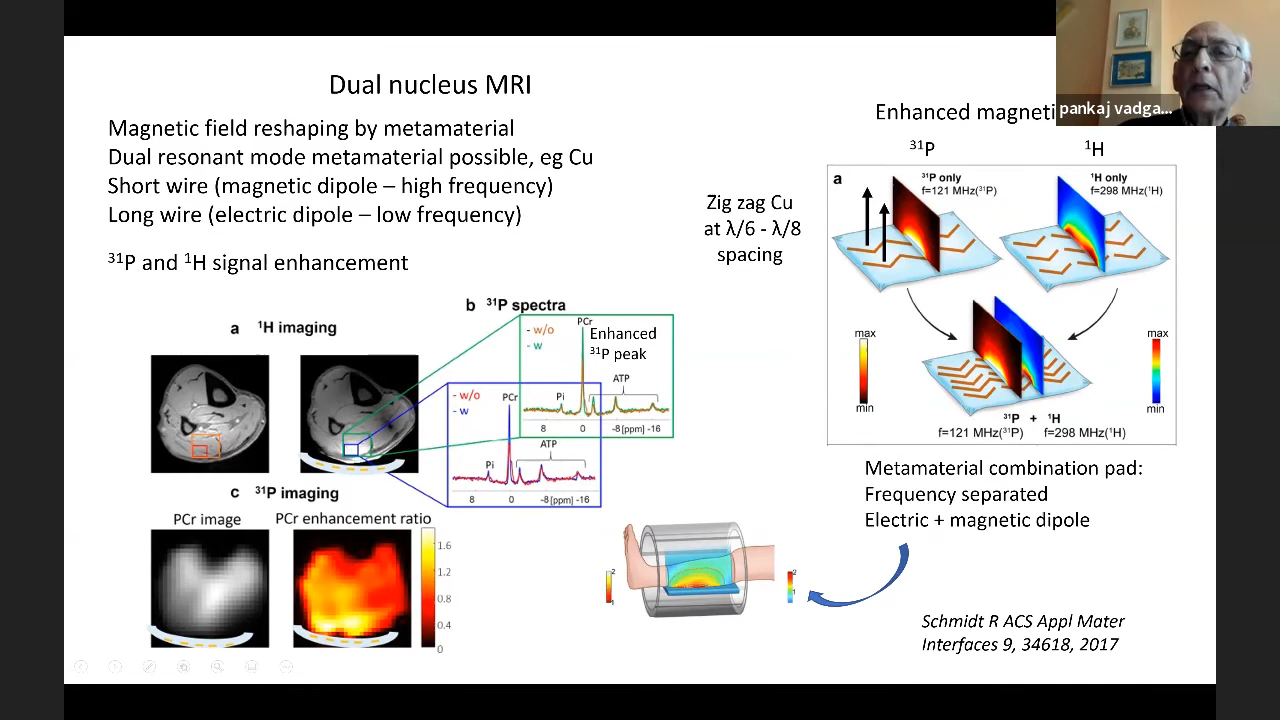 Dual nucleus MRI
Magnetic field reshaping by metamaterial
Dual resonant mode metamaterial possible, eg Cu
Short wire (magnetic dipole – high frequency)
Long wire (electric dipole – low frequency)
³¹P and ¹H signal enhancement
a ¹H imaging
b ³¹P spectra
PCr
- w/o
- w
Enhanced
³¹P peak
ATP
Pi
8 0 -8 [ppm] -16
- w/o
- w
PCr
ATP
Pi
8 0 -8 [ppm] -16
c ³¹P imaging
PCr image
PCr enhancement ratio
1.6
1.2
0.8
0.4
0
Zig zag Cu
at λ/6 - λ/8
spacing
2
1
2
1
Enhanced magneti
pankaj vadga...
³¹P
¹H
a
³¹P only
f=121 MHz(³¹P)
¹H only
f=298 MHz(¹H)
max
min
max
min
³¹P + ¹H
f=121 MHz(³¹P) f=298 MHz(¹H)
Metamaterial combination pad:
Frequency separated
Electric + magnetic dipole
Schmidt R ACS Appl Mater
Interfaces 9, 34618, 2017